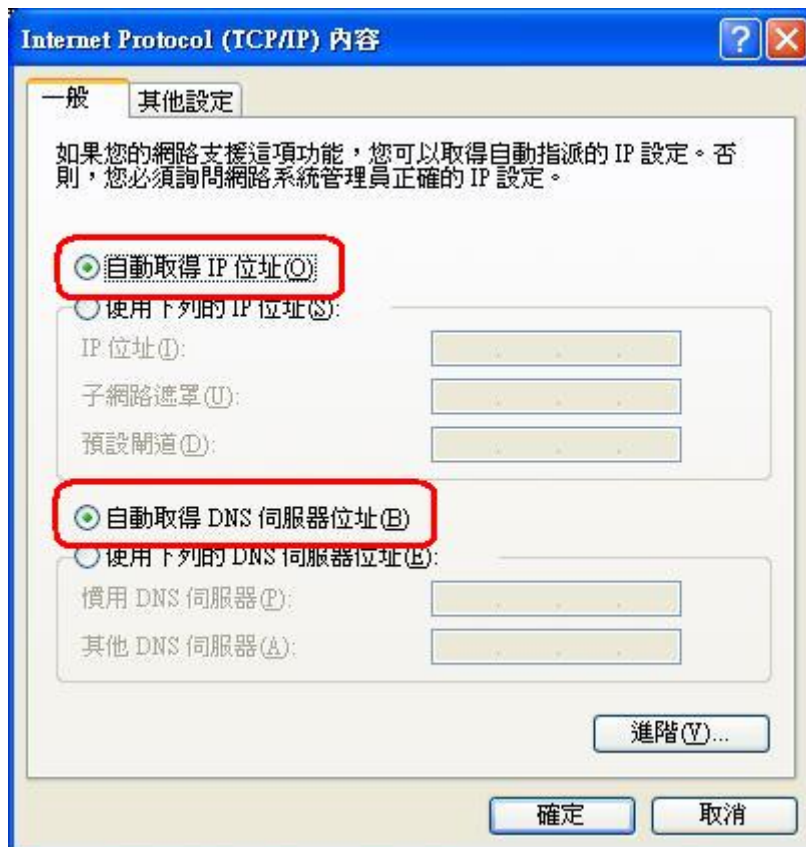 Internet Protocol (TCP/IP) 內容
一般
其他設定
如果您的網路支援這項功能，您可以取得自動指派的 IP 設定。否
則，您必須詢問網路系統管理員正確的 IP 設定。
自動取得 IP 位址(O)
使用下列的 IP 位址(S):
IP 位址(I):
子網路遮罩(U):
預設閘道(D):
自動取得 DNS 伺服器位址(B)
使用下列的 DNS 伺服器位址(E):
慣用 DNS 伺服器(P):
其他 DNS 伺服器(A):
進階(V)...
確定
取消